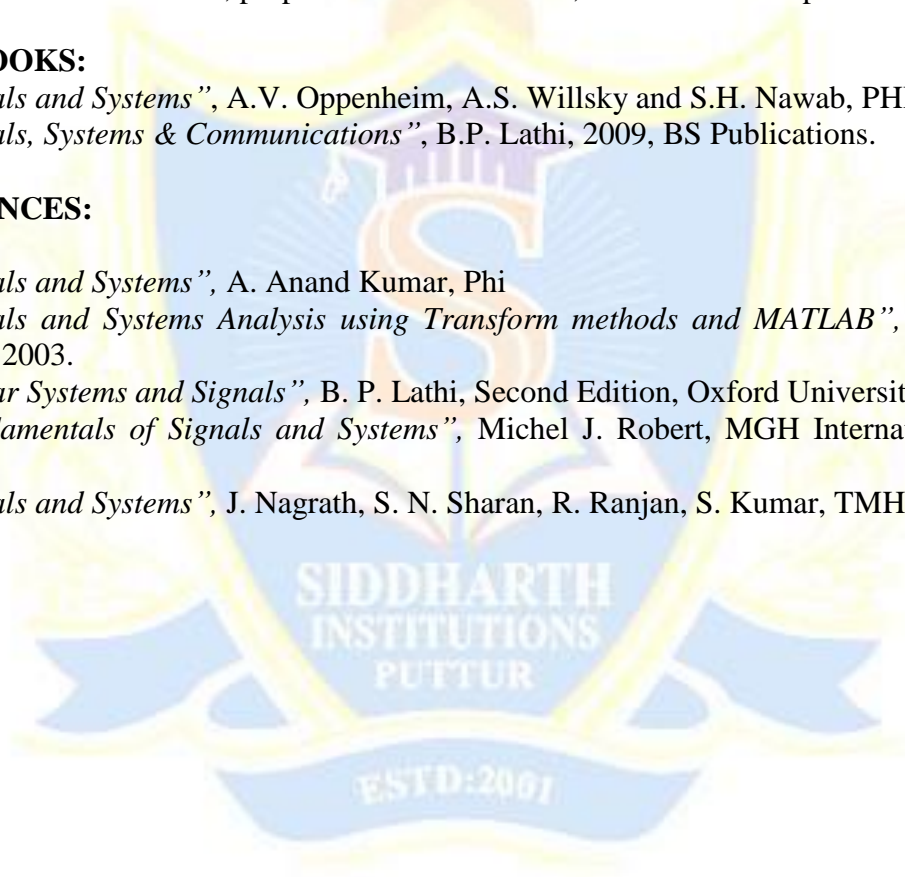 OOKS:
als and Systems”, A.V. Oppenheim, A.S. Willsky and S.H. Nawab, PHI
als, Systems & Communications”, B.P. Lathi, 2009, BS Publications.
NCES:
als and Systems”, A. Anand Kumar, Phi
als and Systems Analysis using Transform methods and MATLAB”,
2003.
ar Systems and Signals”, B. P. Lathi, Second Edition, Oxford Universit
damentals of Signals and Systems”, Michel J. Robert, MGH Interna
als and Systems”, J. Nagrath, S. N. Sharan, R. Ranjan, S. Kumar, TMH
S
SIDDHARTH
INSTITUTIONS
PUTTUR
ESTD:2001